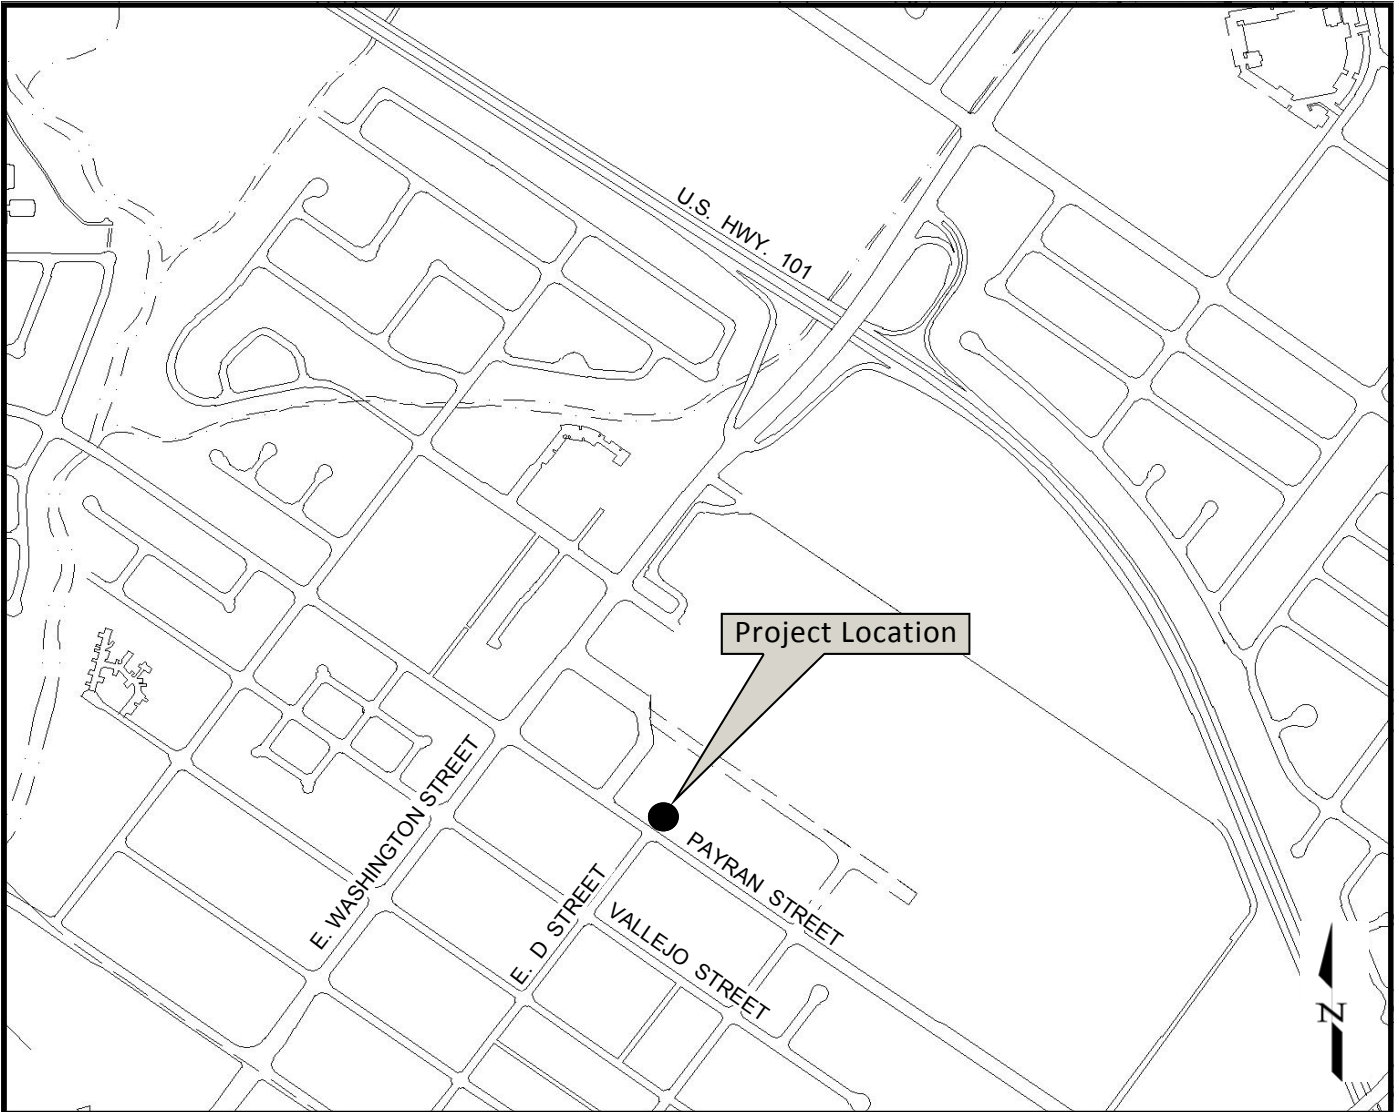 U.S. HWY. 101
Project Location
E. WASHINGTON STREET
PAYRAN STREET
E. D STREET
VALLEJO STREET
N